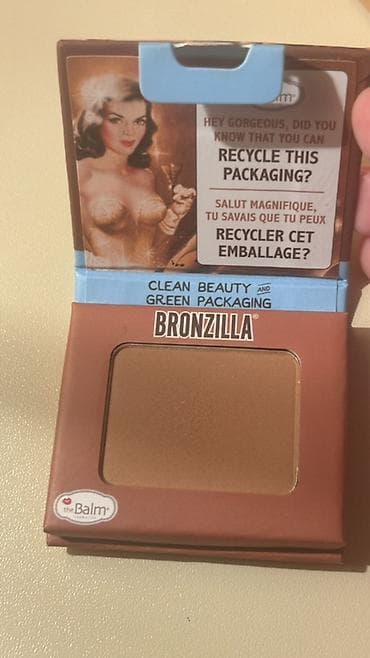 HEY GORGEOUS, DID YOU
KNOW THAT YOU CAN
RECYCLE THIS
PACKAGING?
SALUT MAGNIFIQUE,
TU SAVAIS QUE TU PEUX
RECYCLER CET
EMBALLAGE?
CLEAN BEAUTY AND
GREEN PACKAGING
BRONZILLA®
theBalm®